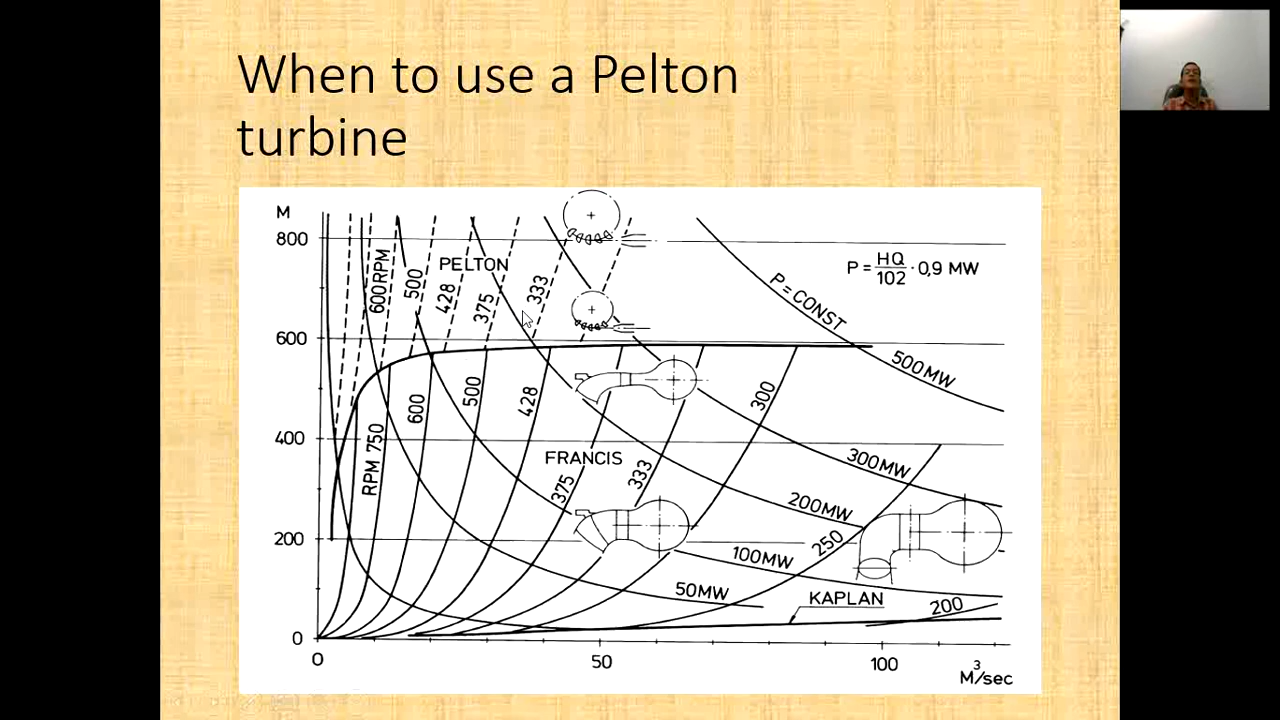 When to use a Pelton
turbine
M
800
600
400
200
0
0
50
100
M³/sec
PELTON
600RPM
500
428
375
333
P = HQ/102 · 0,9 MW
P = CONST
500MW
RPM 750
600
500
428
300
FRANCIS
375
333
300MW
200MW
250
100MW
50MW
KAPLAN
200